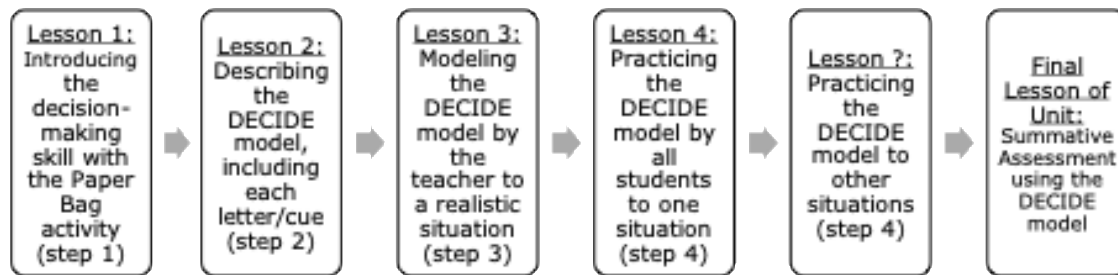 Lesson 1:
Introducing
the
decision-
making
skill with
the Paper
Bag
activity
(step 1)
Lesson 2:
Describing
the
DECIDE
model,
including
each
letter/cue
(step 2)
Lesson 3:
Modeling
the
DECIDE
model by
the
teacher to
a realistic
situation
(step 3)
Lesson 4:
Practicing
the
DECIDE
model by
all
students
to one
situation
(step 4)
Lesson ?:
Practicing
the
DECIDE
model to
other
situations
(step 4)
Final
Lesson of
Unit:
Summative
Assessment
using the
DECIDE
model